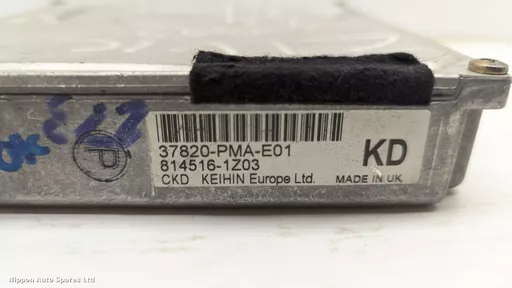 37820-PMA-E01
814516-1Z03
CKD KEIHIN Europe Ltd.
KD
MADE IN UK
P
Nippon Auto Spares Ltd